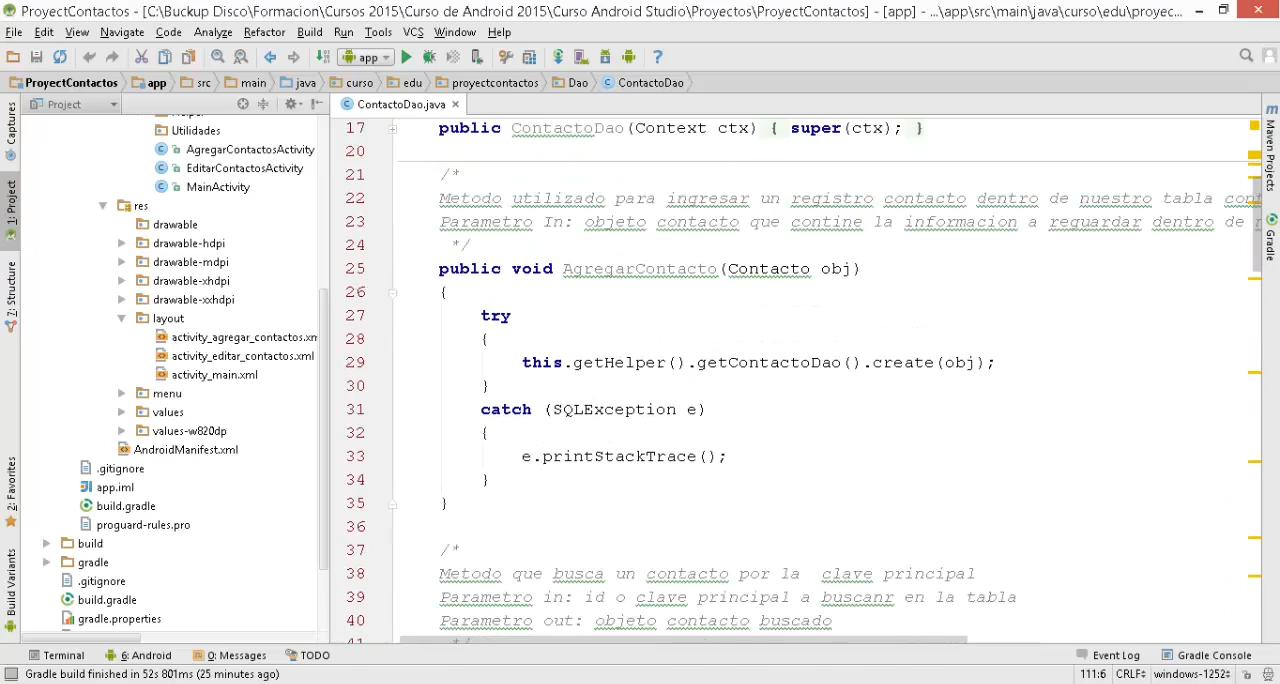 ProyectContactos - [C:\Buckup Disco\Formacion\Cursos 2015\Curso de Android 2015\Curso Android Studio\Proyectos\ProyectContactos] - [app] - ...\app\src\main\java\curso\edu\proyec...
File Edit View Navigate Code Analyze Refactor Build Run Tools VCS Window Help
app
ProyectContactos app src main java curso edu proyectcontactos Dao ContactoDao
Project
ContactoDao.java
Captures
1: Project
Z: Structure
2: Favorites
Build Variants
Utilidades
AgregarContactosActivity
EditarContactosActivity
MainActivity
res
drawable
drawable-hdpi
drawable-mdpi
drawable-xhdpi
drawable-xxhdpi
layout
activity_agregar_contactos.xm
activity_editar_contactos.xml
activity_main.xml
menu
values
values-w820dp
AndroidManifest.xml
.gitignore
app.iml
build.gradle
proguard-rules.pro
build
gradle
.gitignore
build.gradle
gradle.properties
17 public ContactoDao(Context ctx) { super(ctx); }
20
21 /*
22 Metodo utilizado para ingresar un registro contacto dentro de nuestro tabla cont
23 Parametro In: objeto contacto que contine la informacion a reguardar dentro de
24 */
25 public void AgregarContacto(Contacto obj)
26 {
27 try
28 {
29 this.getHelper().getContactoDao().create(obj);
30 }
31 catch (SQLException e)
32 {
33 e.printStackTrace();
34 }
35 }
36
37 /*
38 Metodo que busca un contacto por la clave principal
39 Parametro in: id o clave principal a buscanr en la tabla
40 Parametro out: objeto contacto buscado
Maven Projects
Gradle
Terminal 6: Android 0: Messages TODO Event Log Gradle Console
Gradle build finished in 52s 801ms (25 minutes ago) 111:6 CRLF windows-1252